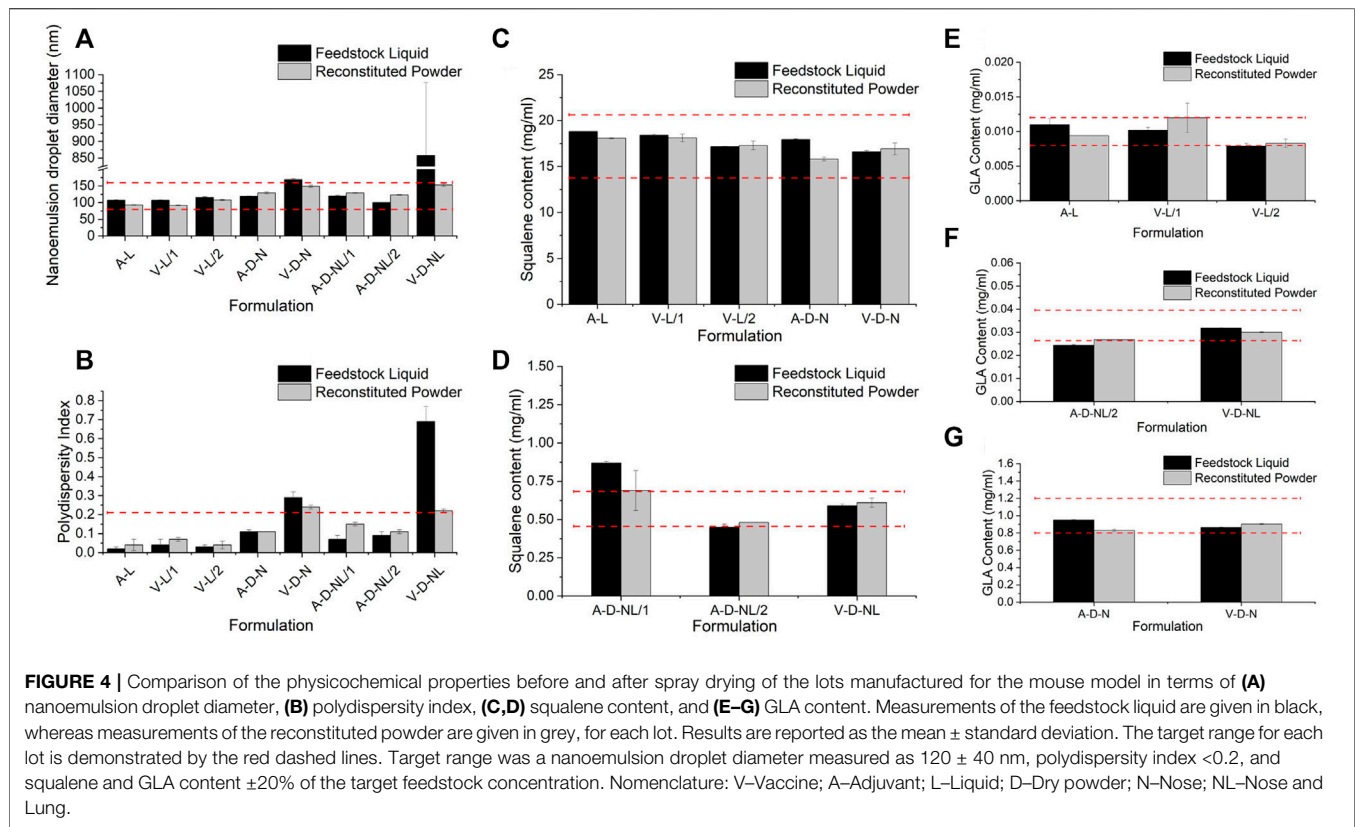 A
Feedstock Liquid
Reconstituted Powder
Nanoemulsion droplet diameter (nm)
1100
1050
1000
950
900
850
150
100
50
0
A-L
V-L/1
V-L/2
A-D-N
V-D-N
A-D-NL/1
A-D-NL/2
V-D-NL
Formulation
B
Feedstock Liquid
Reconstituted Powder
Polydispersity Index
0.8
0.7
0.6
0.5
0.4
0.3
0.2
0.1
0.0
A-L
V-L/1
V-L/2
A-D-N
V-D-N
A-D-NL/1
A-D-NL/2
V-D-NL
Formulation
C
Feedstock Liquid
Reconstituted Powder
Squalene content (mg/ml)
25
20
15
10
5
0
A-L
V-L/1
V-L/2
A-D-N
V-D-N
Formulation
D
Feedstock Liquid
Reconstituted Powder
Squalene content (mg/ml)
1.50
1.25
1.00
0.75
0.50
0.25
0.00
A-D-NL/1
A-D-NL/2
V-D-NL
Formulation
E
Feedstock Liquid
Reconstituted Powder
GLA Content (mg/ml)
0.020
0.015
0.010
0.005
0.000
A-L
V-L/1
V-L/2
Formulation
F
Feedstock Liquid
Reconstituted Powder
GLA Content (mg/ml)
0.06
0.05
0.04
0.03
0.02
0.01
0.00
A-D-NL/2
V-D-NL
Formulation
G
Feedstock Liquid
Reconstituted Powder
GLA Content (mg/ml)
1.6
1.4
1.2
1.0
0.8
0.6
0.4
0.2
0.0
A-D-N
V-D-N
Formulation
FIGURE 4 | Comparison of the physicochemical properties before and after spray drying of the lots manufactured for the mouse model in terms of (A)
nanoemulsion droplet diameter, (B) polydispersity index, (C,D) squalene content, and (E–G) GLA content. Measurements of the feedstock liquid are given in black,
whereas measurements of the reconstituted powder are given in grey, for each lot. Results are reported as the mean ± standard deviation. The target range for each
lot is demonstrated by the red dashed lines. Target range was a nanoemulsion droplet diameter measured as 120 ± 40 nm, polydispersity index <0.2, and
squalene and GLA content ±20% of the target feedstock concentration. Nomenclature: V–Vaccine; A–Adjuvant; L–Liquid; D–Dry powder; N–Nose; NL–Nose and
Lung.